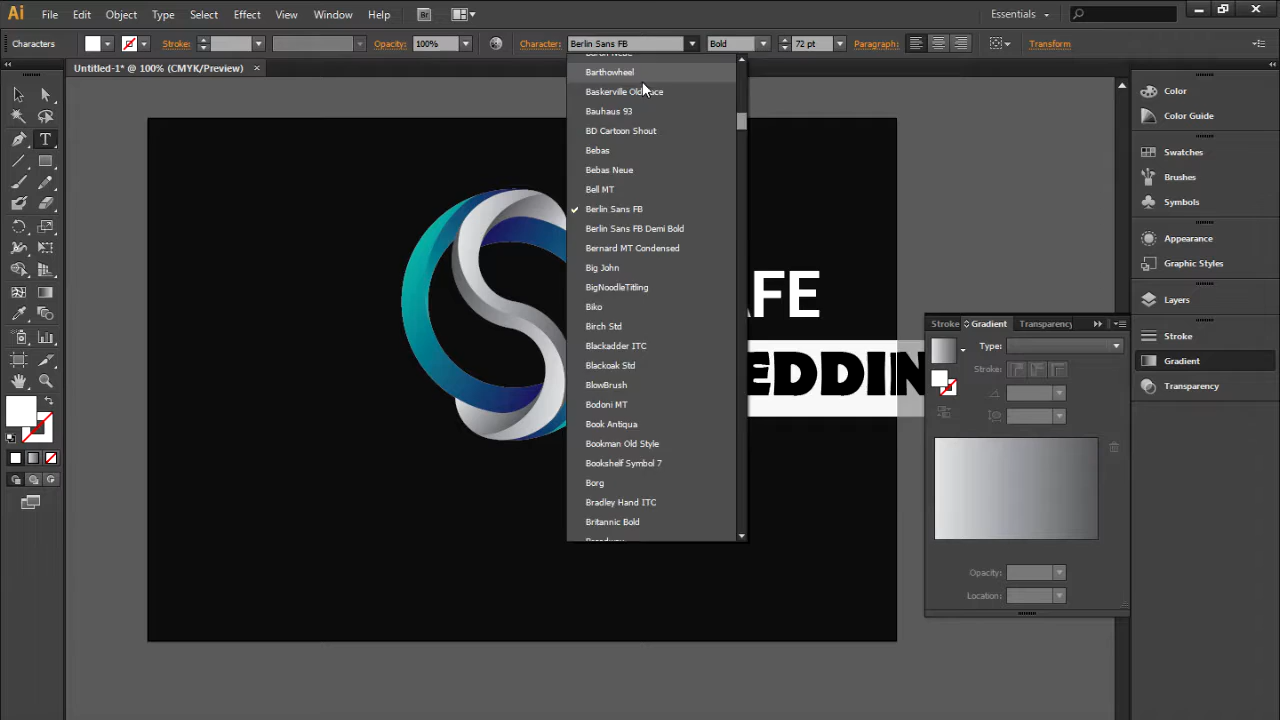 Ai File Edit Object Type Select Effect View Window Help Br Essentials
Characters Stroke: Opacity: 100% Character: Berlin Sans FB Bold 72 pt Paragraph: Transform
Untitled-1* @ 100% (CMYK/Preview)
Barthowheel
Bauhaus 93
BD Cartoon Shout
Bebas
Bebas Neue
Bell MT
Berlin Sans FB
Berlin Sans FB Demi Bold
Bernard MT Condensed
Big John
BigNoodleTitling
Biko
Birch Std
Blackadder ITC
Blackoak Std
BlowBrush
Bodoni MT
Book Antiqua
Bookman Old Style
Bookshelf Symbol 7
Borg
Bradley Hand ITC
Britannic Bold
AFE
EDDIN
Color
Color Guide
Swatches
Brushes
Symbols
Appearance
Graphic Styles
Layers
Stroke
Gradient
Transparency
Stroke Gradient Transparency
Type:
Stroke:
Opacity:
Location: